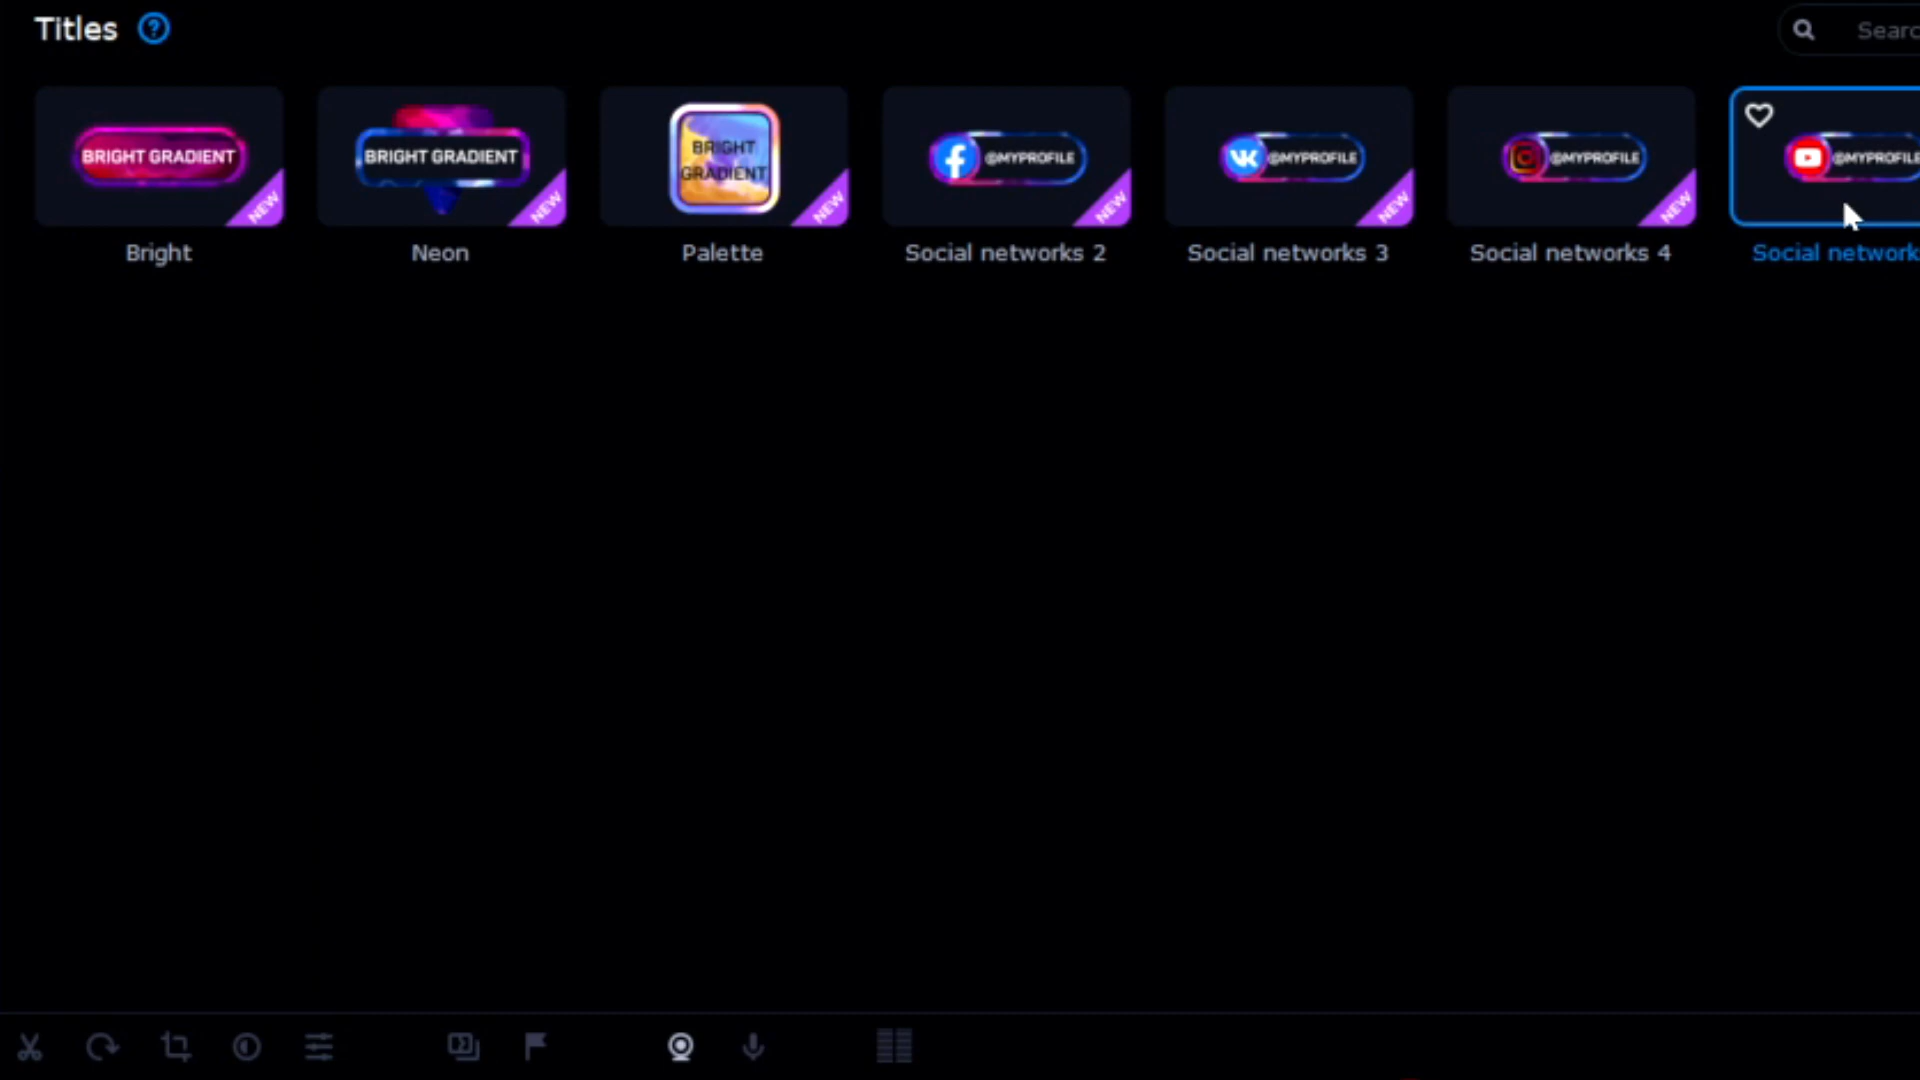 Titles ?
Searc
BRIGHT GRADIENT
NEW
Bright
BRIGHT GRADIENT
NEW
Neon
BRIGHT
GRADIENT
NEW
Palette
@MYPROFILE
NEW
Social networks 2
@MYPROFILE
NEW
Social networks 3
@MYPROFILE
NEW
Social networks 4
@MYPROFILE
Social network